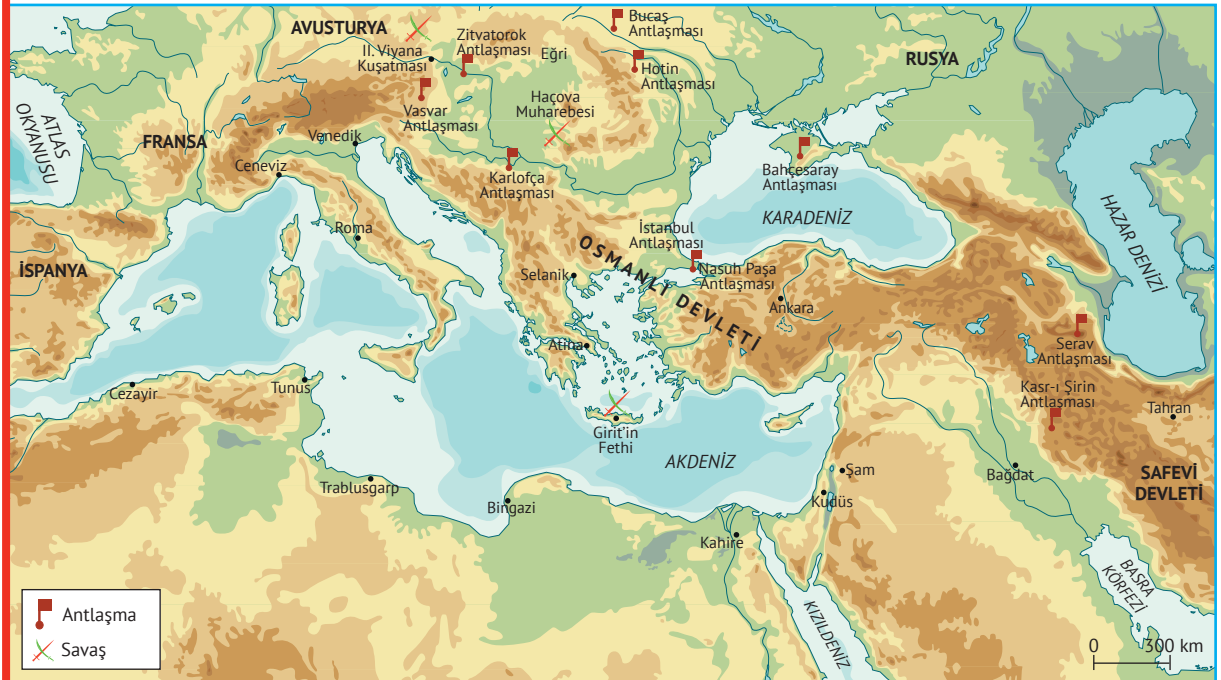 AVUSTURYA
Bucaş
Antlaşması
Zitvatorok
Antlaşması
II. Viyana
Kuşatması
Eğri
RUSYA
Hotin
Antlaşması
Vasvar
Antlaşması
Haçova
Muharebesi
ATLAS
OKYANUSU
FRANSA
Venedik
Ceneviz
Karlofça
Antlaşması
Bahçesaray
Antlaşması
KARADENİZ
HAZAR DENİZİ
Roma
İstanbul
Antlaşması
OSMANLI DEVLETİ
Nasuh Paşa
Antlaşması
İSPANYA
Selanik
Ankara
Atina
Serav
Antlaşması
Kasr-ı Şirin
Antlaşması
Tahran
Cezayir
Tunus
Girit'in
Fethi
AKDENİZ
Şam
Bağdat
SAFEVİ
DEVLETİ
Trablusgarp
Bingazi
Kudüs
Kahire
BASRA
KÖRFEZİ
KIZILDENİZ
Antlaşma
Savaş
0 300 km